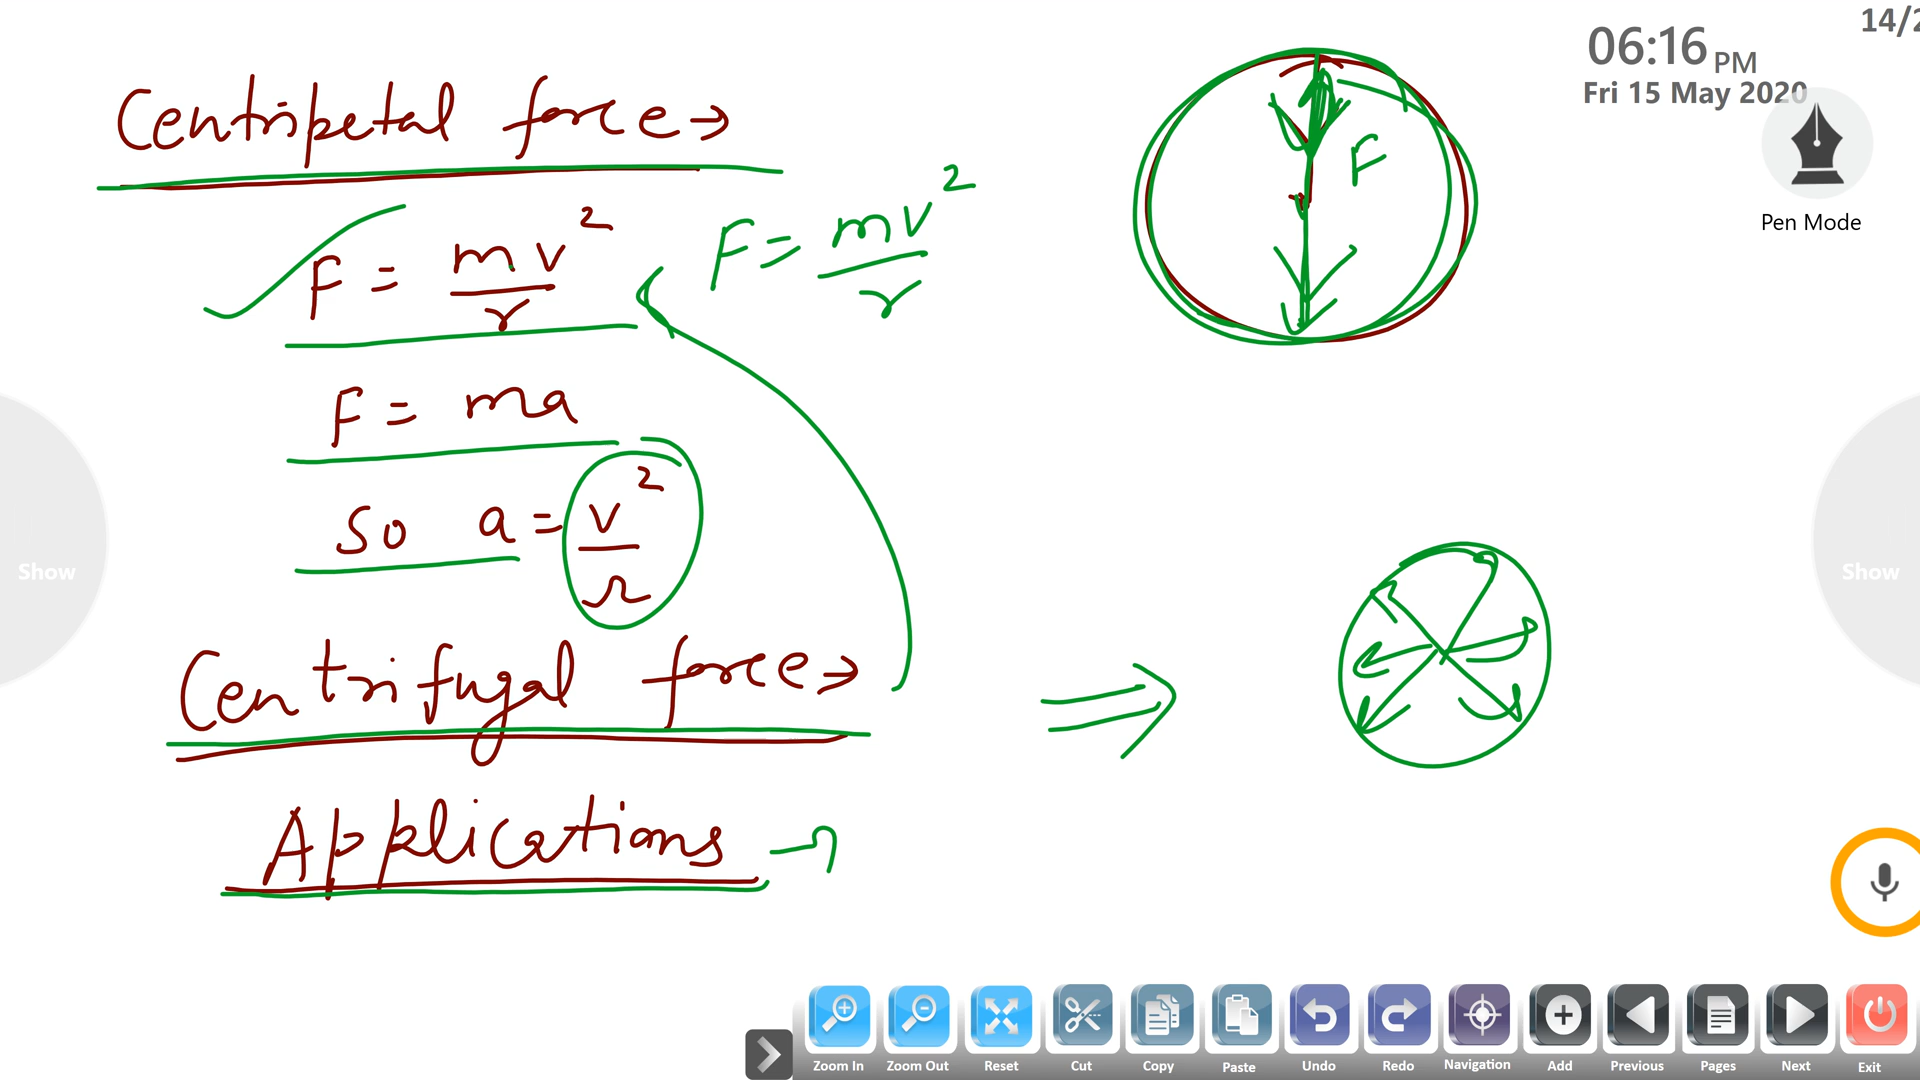 14/2
06:16 PM
Fri 15 May 2020
Pen Mode
Centripetal force →
F = mv²/r
F = mv²/r
F
F = ma
so a = v²/r
Centrifugal force →
Applications →
Show
Show
Zoom In
Zoom Out
Reset
Cut
Copy
Paste
Undo
Redo
Navigation
Add
Previous
Pages
Next
Exit